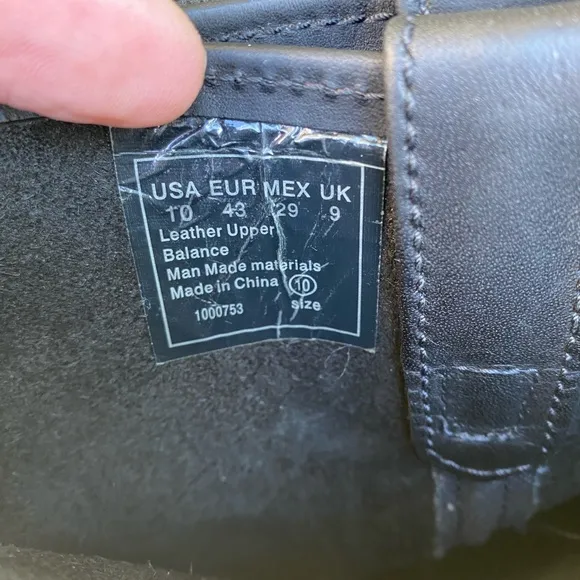 USA EUR MEX UK
10 43 29 9
Leather Upper
Balance
Man Made materials
Made in China 10
1000753 size